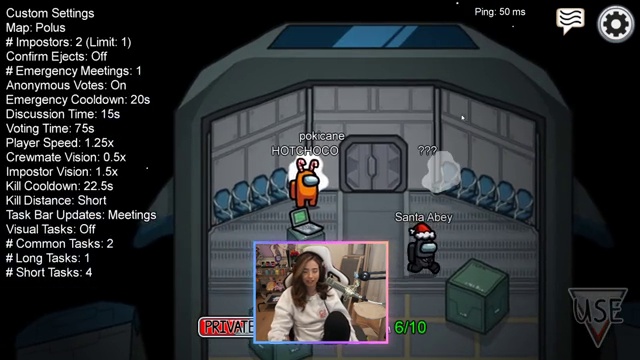 Custom Settings
Map: Polus
# Impostors: 2 (Limit: 1)
Confirm Ejects: Off
# Emergency Meetings: 1
Anonymous Votes: On
Emergency Cooldown: 20s
Discussion Time: 15s
Voting Time: 75s
Player Speed: 1.25x
Crewmate Vision: 0.5x
Impostor Vision: 1.5x
Kill Cooldown: 22.5s
Kill Distance: Short
Task Bar Updates: Meetings
Visual Tasks: Off
# Common Tasks: 2
# Long Tasks: 1
# Short Tasks: 4
Ping: 50 ms
pokicane
HOTCHOCO
???
Santa Abey
PRIVATE
6/10
USE